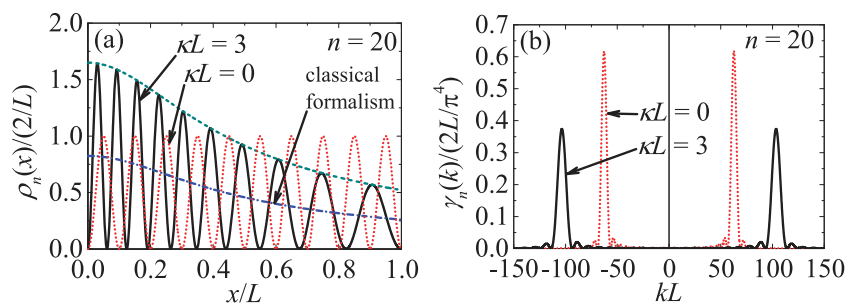 (a)
n = 20
κL = 3
κL = 0
classical
formalism
ρn(x)/(2/L)
2.0
1.5
1.0
0.5
0.0
0.0 0.2 0.4 0.6 0.8 1.0
x/L
(b)
n = 20
κL = 0
κL = 3
γn(k)/(2L/π⁴)
0.7
0.6
0.5
0.4
0.3
0.2
0.1
0.0
-150 -100 -50 0 50 100 150
kL